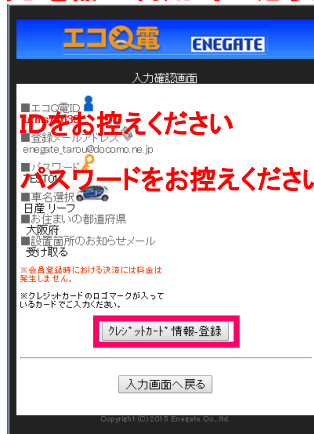 エコQ電 ENEGATE
入力確認画面
■エコQ電ID
IDをお控えください
■登録メールアドレス
enegate_tarou@docomo.ne.jp
■パスワード
パスワードをお控えください
■車名選択
日産 リーフ
■お住まいの都道府県
大阪府
■設置箇所のお知らせメール
受け取る
※会員登録時における決済には料金は
発生しません。
※クレジットカードのロゴマークが入って
いるカードでご入力ください。
クレジットカード情報-登録
入力画面へ戻る
Copyright (C)2015 Enegate Co., ltd.